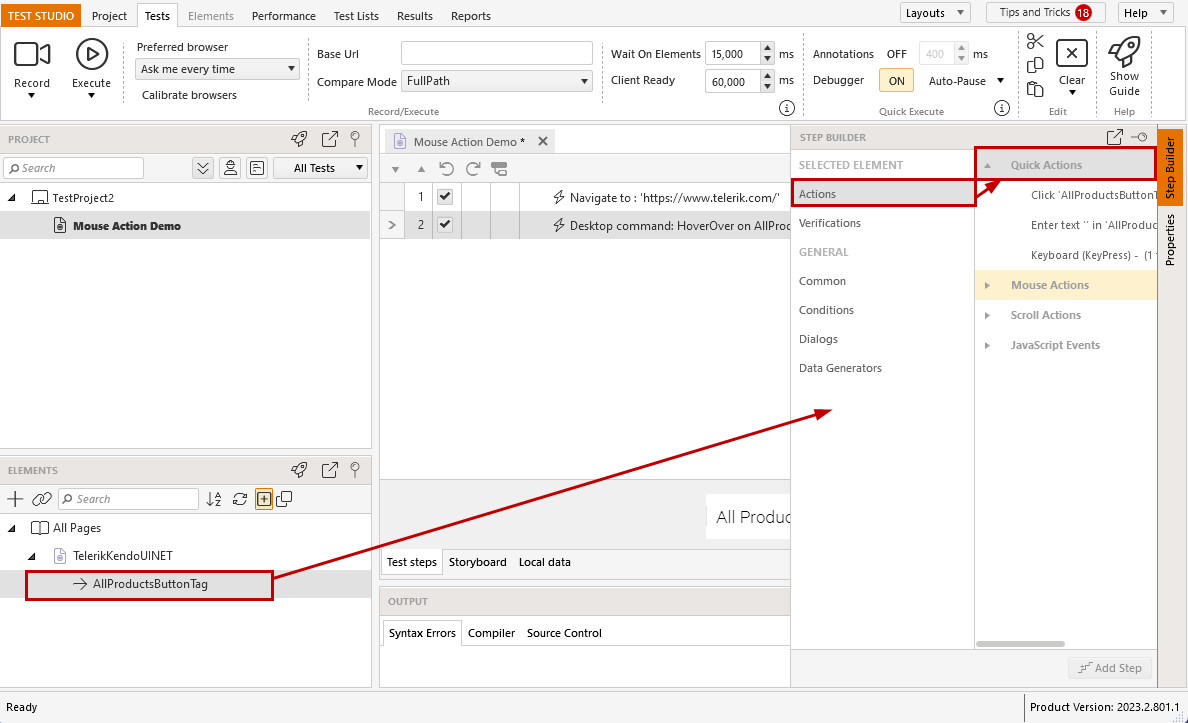 TEST STUDIO Project Tests Elements Performance Test Lists Results Reports Layouts Tips and Tricks 18 Help
Record
Execute
Preferred browser
Ask me every time
Calibrate browsers
Base Url
Compare Mode FullPath
Record/Execute
Wait On Elements 15,000 ms
Client Ready 60,000 ms
Annotations OFF 400 ms
Debugger ON Auto-Pause
Quick Execute
Clear
Edit
Show
Guide
Help
PROJECT
Search All Tests
TestProject2
Mouse Action Demo
ELEMENTS
Search
All Pages
TelerikKendoUINET
AllProductsButtonTag
Mouse Action Demo *
1 Navigate to : 'https://www.telerik.com/'
2 Desktop command: HoverOver on AllPro
All Produc
Test steps Storyboard Local data
OUTPUT
Syntax Errors Compiler Source Control
STEP BUILDER
SELECTED ELEMENT
Actions
Verifications
GENERAL
Common
Conditions
Dialogs
Data Generators
Quick Actions
Click 'AllProductsButtonT
Enter text '' in 'AllProduc
Keyboard (KeyPress) - (1
Mouse Actions
Scroll Actions
JavaScript Events
Add Step
Step Builder
Properties
Ready
Product Version: 2023.2.801.1